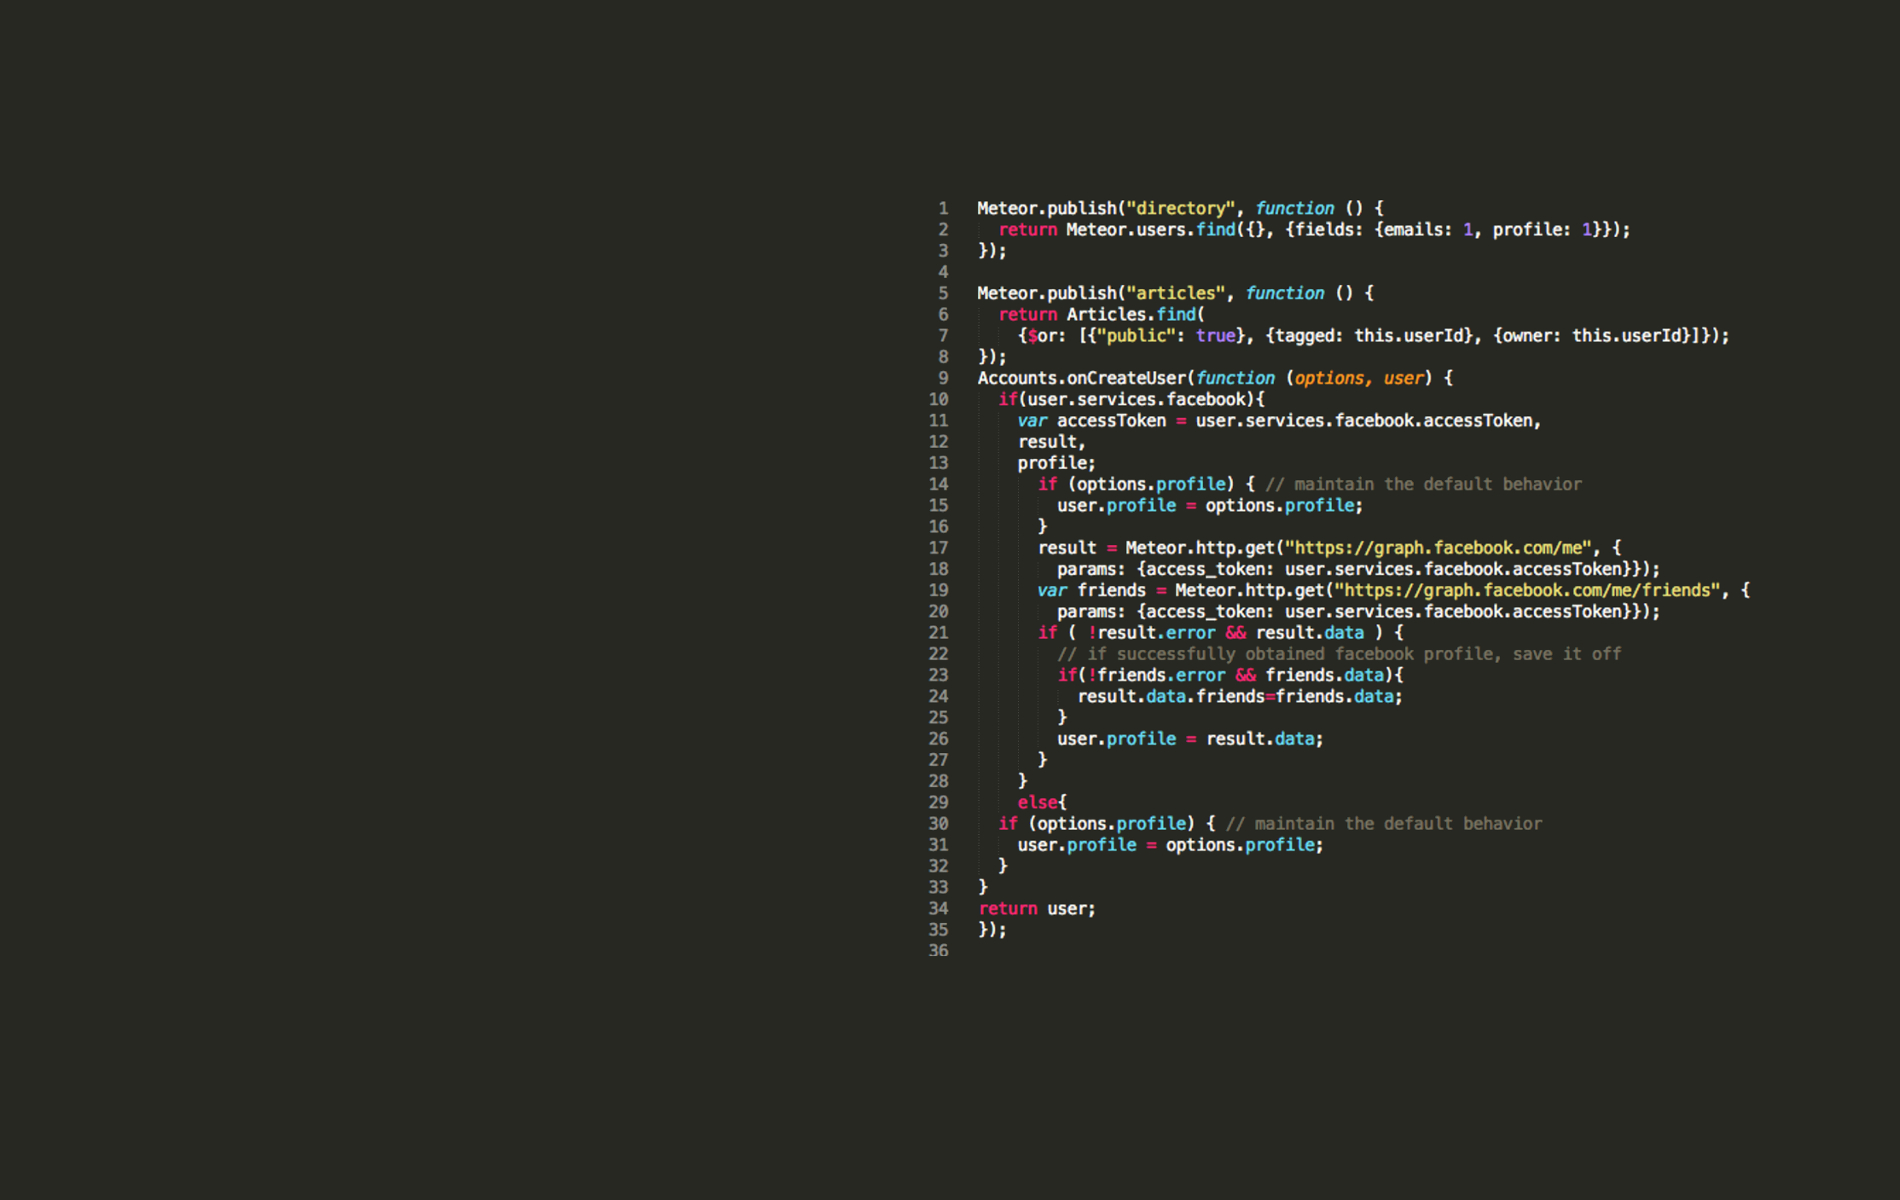 1 Meteor.publish("directory", function () {
2 return Meteor.users.find({}, {fields: {emails: 1, profile: 1}});
3 });
4
5 Meteor.publish("articles", function () {
6 return Articles.find(
7 {$or: [{"public": true}, {tagged: this.userId}, {owner: this.userId}]});
8 });
9 Accounts.onCreateUser(function (options, user) {
10 if(user.services.facebook){
11 var accessToken = user.services.facebook.accessToken,
12 result,
13 profile;
14 if (options.profile) { // maintain the default behavior
15 user.profile = options.profile;
16 }
17 result = Meteor.http.get("https://graph.facebook.com/me", {
18 params: {access_token: user.services.facebook.accessToken}});
19 var friends = Meteor.http.get("https://graph.facebook.com/me/friends", {
20 params: {access_token: user.services.facebook.accessToken}});
21 if ( !result.error && result.data ) {
22 // if successfully obtained facebook profile, save it off
23 if(!friends.error && friends.data){
24 result.data.friends=friends.data;
25 }
26 user.profile = result.data;
27 }
28 }
29 else{
30 if (options.profile) { // maintain the default behavior
31 user.profile = options.profile;
32 }
33 }
34 return user;
35 });
36